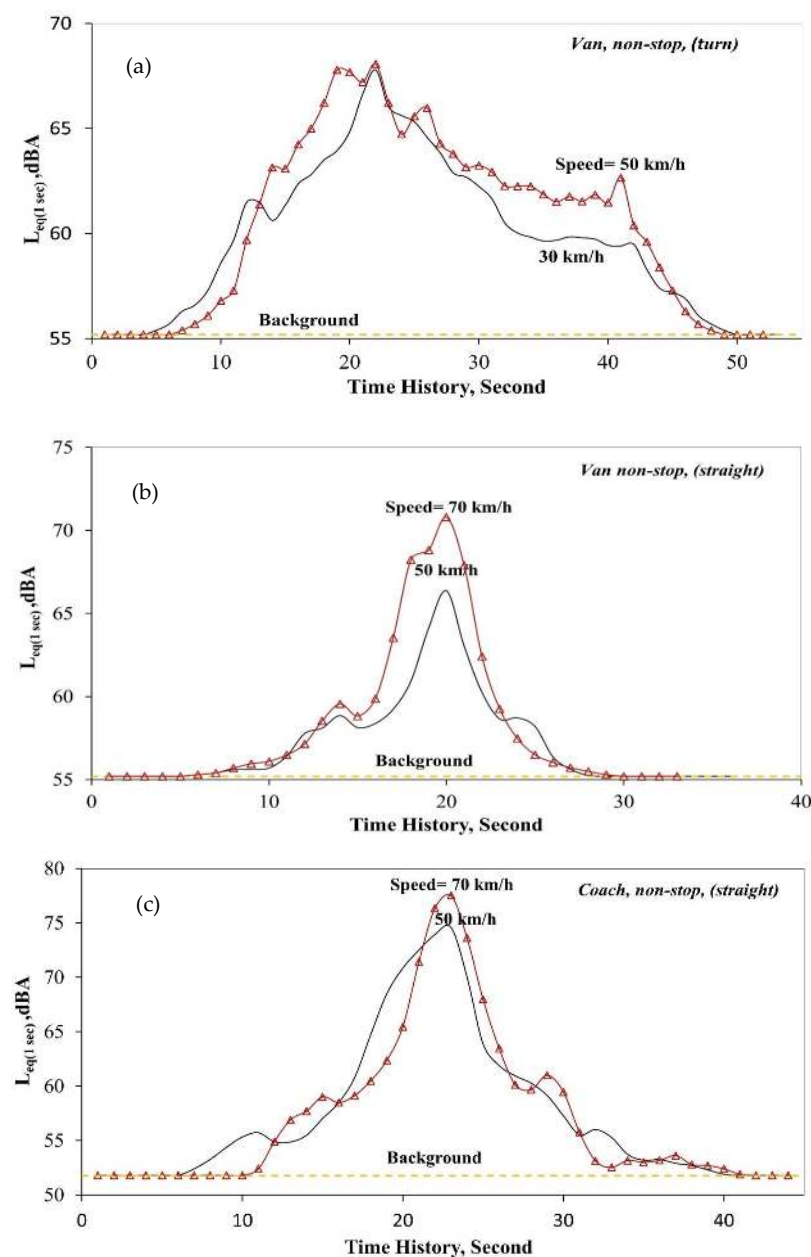 70
(a)
Van, non-stop, (turn)
65
Speed= 50 km/h
L_eq(1 sec) ,dBA
60
30 km/h
Background
55
0 10 20 30 40 50
Time History, Second
75
(b)
Van non-stop, (straight)
Speed= 70 km/h
70
50 km/h
L_eq(1 sec) ,dBA
65
60
Background
55
0 10 20 30 40
Time History, Second
80
(c)
Speed= 70 km/h
Coach, non-stop, (straight)
75
50 km/h
70
L_eq(1 sec) ,dBA
65
60
55
Background
50
0 10 20 30 40
Time History, Second